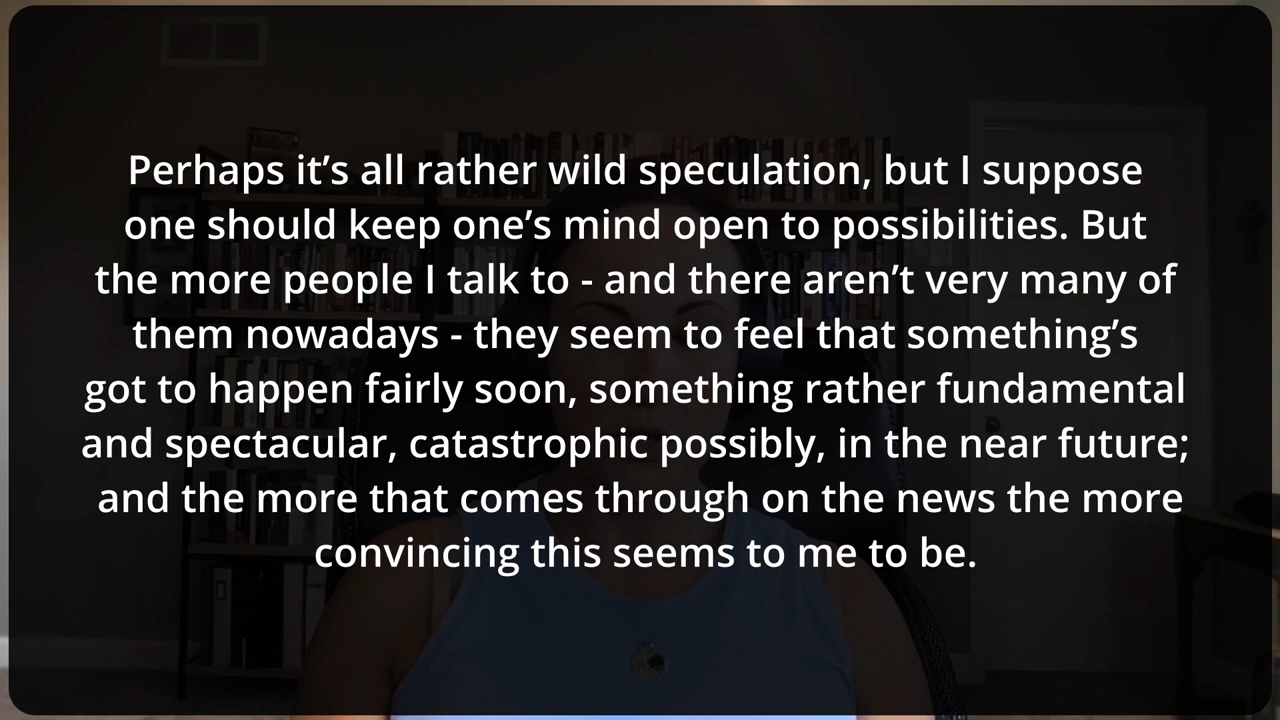 Perhaps it’s all rather wild speculation, but I suppose
one should keep one’s mind open to possibilities. But
the more people I talk to - and there aren’t very many of
them nowadays - they seem to feel that something’s
got to happen fairly soon, something rather fundamental
and spectacular, catastrophic possibly, in the near future;
and the more that comes through on the news the more
convincing this seems to me to be.